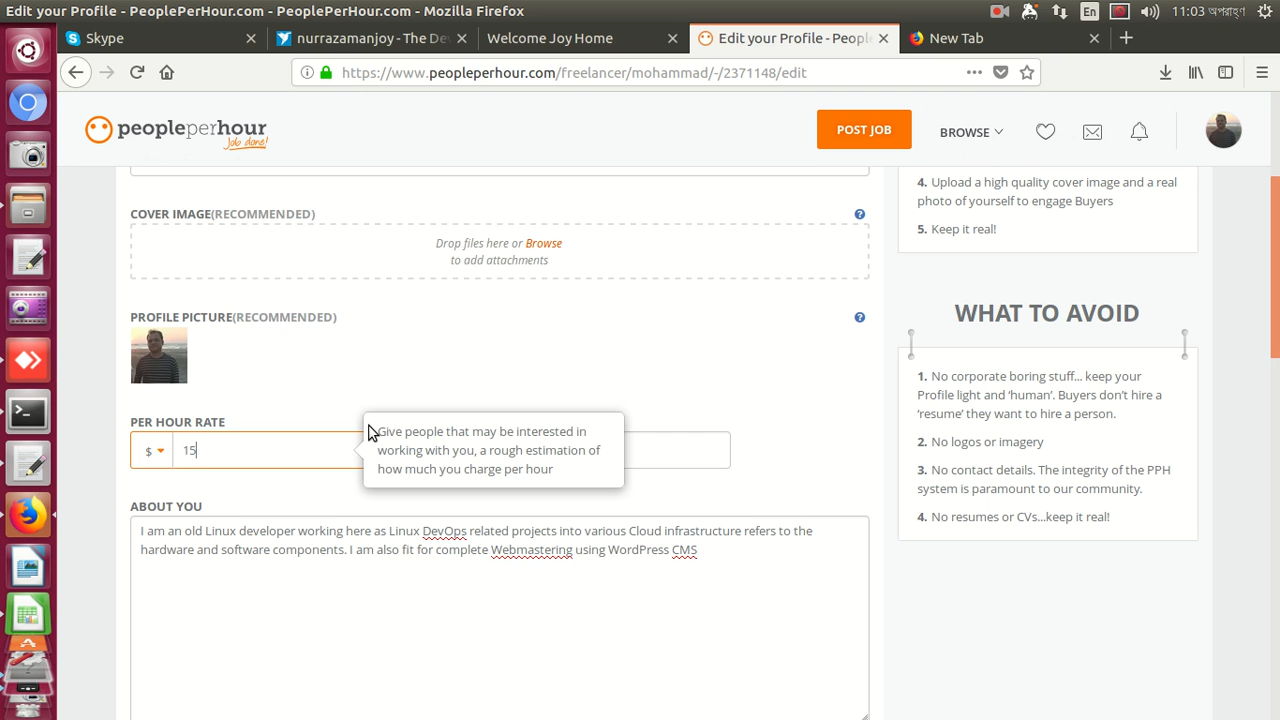 Edit your Profile - PeoplePerHour.com - PeoplePerHour.com - Mozilla Firefox
En
11:03 অপরাহ্ণ
Skype
nurrazamanjoy - The De
Welcome Joy Home
Edit your Profile - People
New Tab
https://www.peopleperhour.com/freelancer/mohammad/-/2371148/edit
peopleperhour
Job done!
POST JOB
BROWSE
COVER IMAGE(RECOMMENDED)
Drop files here or Browse
to add attachments
PROFILE PICTURE(RECOMMENDED)
PER HOUR RATE
$
15
Give people that may be interested in
working with you, a rough estimation of
how much you charge per hour
ABOUT YOU
I am an old Linux developer working here as Linux DevOps related projects into various Cloud infrastructure refers to the
hardware and software components. I am also fit for complete Webmastering using WordPress CMS
4. Upload a high quality cover image and a real
photo of yourself to engage Buyers
5. Keep it real!
WHAT TO AVOID
1. No corporate boring stuff... keep your
Profile light and ‘human’. Buyers don’t hire a
‘resume’ they want to hire a person.
2. No logos or imagery
3. No contact details. The integrity of the PPH
system is paramount to our community.
4. No resumes or CVs...keep it real!